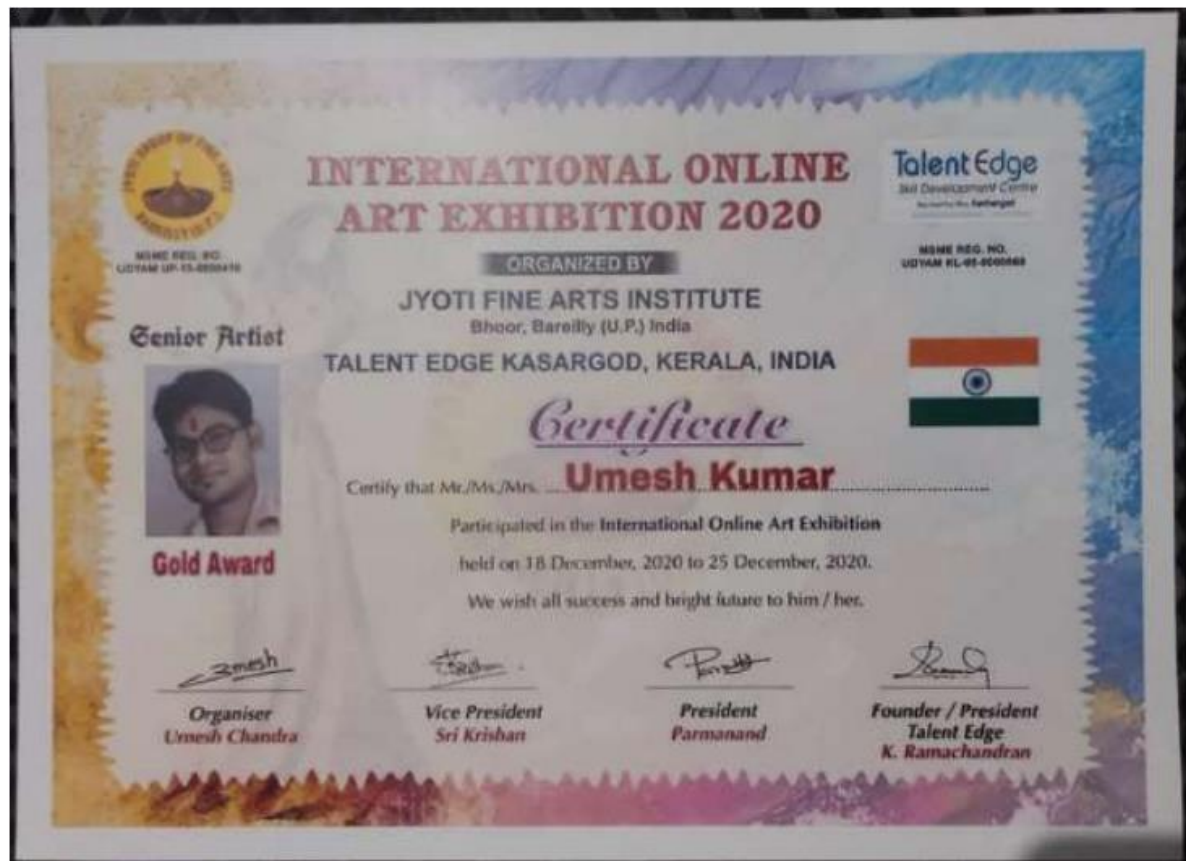 INTERNATIONAL ONLINE
ART EXHIBITION 2020
Talent Edge
Skill Development Centre
MSME REG. NO.
MSME REG. NO.
ORGANIZED BY
JYOTI FINE ARTS INSTITUTE
Bhoor, Bareilly (U.P.) India
TALENT EDGE KASARGOD, KERALA, INDIA
Senior Artist
Certificate
Certify that Mr./Ms./Mrs. Umesh Kumar
Participated in the International Online Art Exhibition
held on 18 December, 2020 to 25 December, 2020.
We wish all success and bright future to him / her.
Gold Award
Umesh
Organiser
Umesh Chandra
Vice President
Sri Krishan
President
Parmanand
Founder / President
Talent Edge
K. Ramachandran